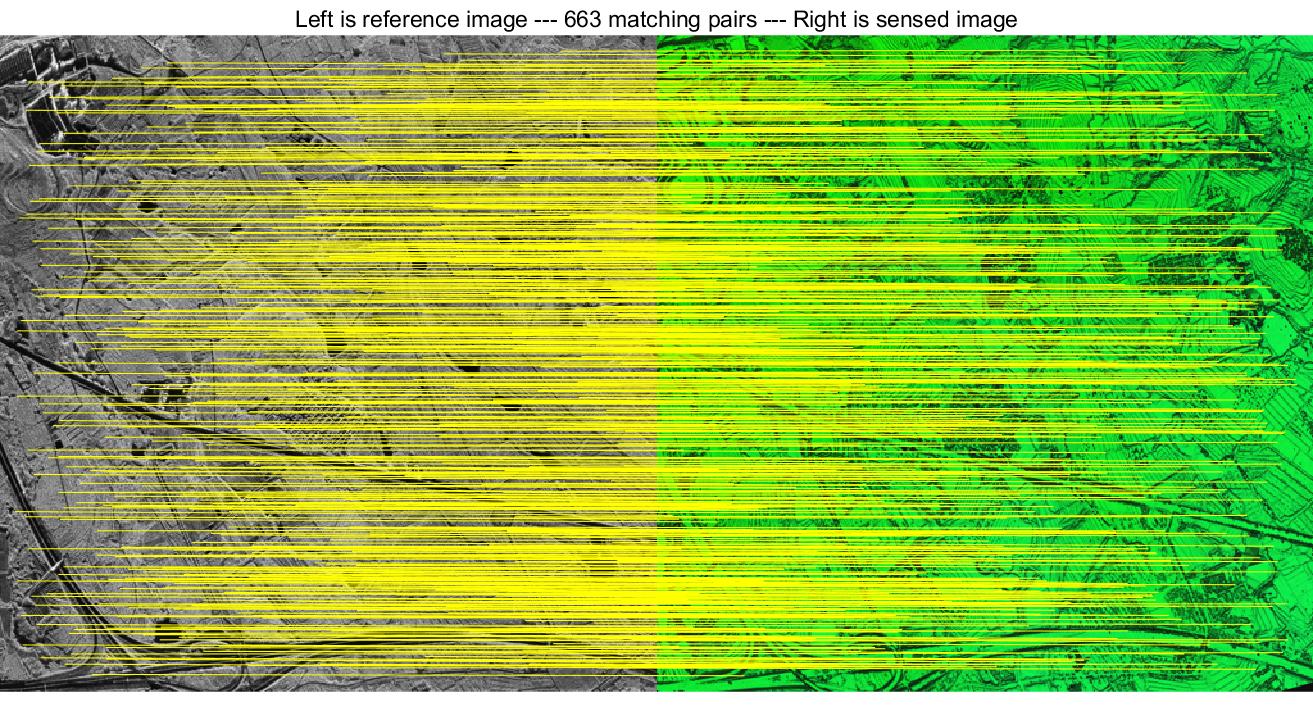 Left is reference image --- 663 matching pairs --- Right is sensed image